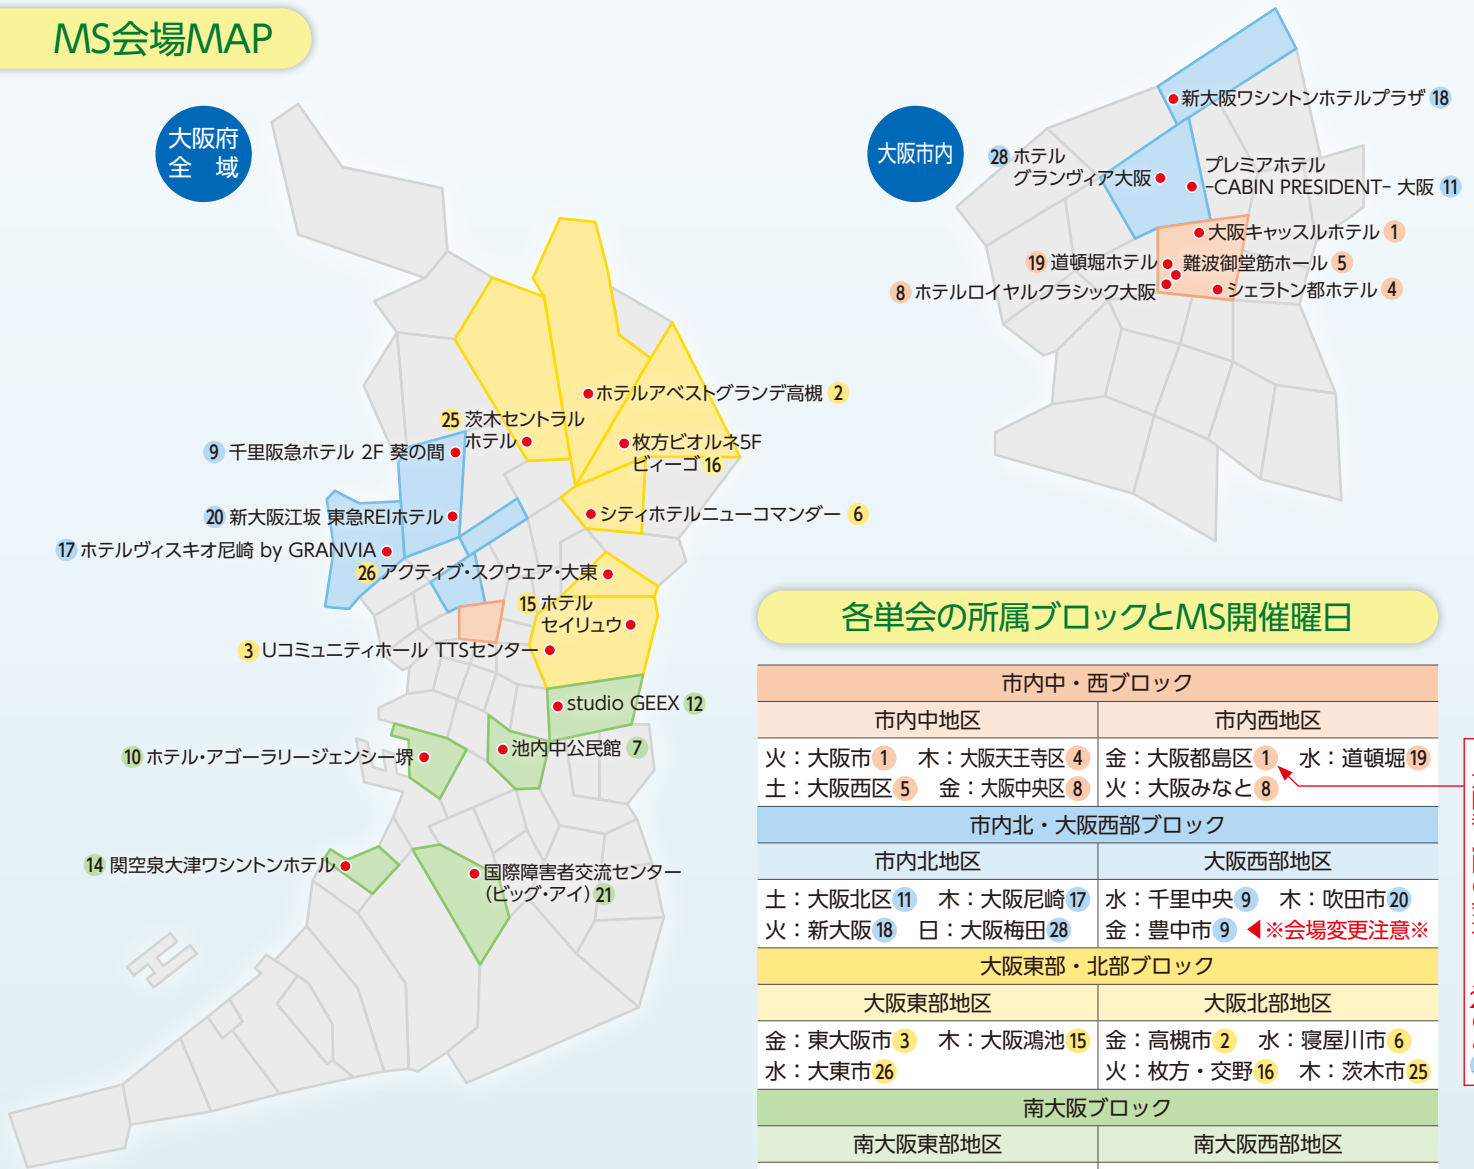 MS会場MAP
大阪府
全 域
25 茨木セントラル
ホテル
ホテルアベストグランデ高槻 2
9 千里阪急ホテル 2F 葵の間
枚方ビオルネ5F
ビィーゴ 16
20 新大阪江坂 東急REIホテル
シティホテルニューコマンダー 6
17 ホテルヴィスキオ尼崎 by GRANVIA
26 アクティブ・スクウェア・大東
15 ホテル
セイリュウ
3 Uコミュニティホール TTSセンター
studio GEEX 12
10 ホテル・アゴーラリージェンシー堺
池内中公民館 7
14 関空泉大津ワシントンホテル
国際障害者交流センター
(ビッグ・アイ) 21
大阪市内
新大阪ワシントンホテルプラザ 18
28 ホテル
グランヴィア大阪
プレミアホテル
-CABIN PRESIDENT- 大阪 11
大阪キャッスルホテル 1
19 道頓堀ホテル
難波御堂筋ホール 5
8 ホテルロイヤルクラシック大阪
シェラトン都ホテル 4
各単会の所属ブロックとMS開催曜日
市内中・西ブロック
市内中地区 市内西地区
火：大阪市1 木：大阪天王寺区4 金：大阪都島区1 水：道頓堀19
土：大阪西区5 金：大阪中央区8 火：大阪みなと8
市内北・大阪西部ブロック
市内北地区 大阪西部地区
土：大阪北区11 木：大阪尼崎17 水：千里中央9 木：吹田市20
火：新大阪18 日：大阪梅田28 金：豊中市9 ◀※会場変更注意※
大阪東部・北部ブロック
大阪東部地区 大阪北部地区
金：東大阪市3 木：大阪鴻池15 金：高槻市2 水：寝屋川市6
水：大東市26 火：枚方・交野16 木：茨木市25
南大阪ブロック
南大阪東部地区 南大阪西部地区